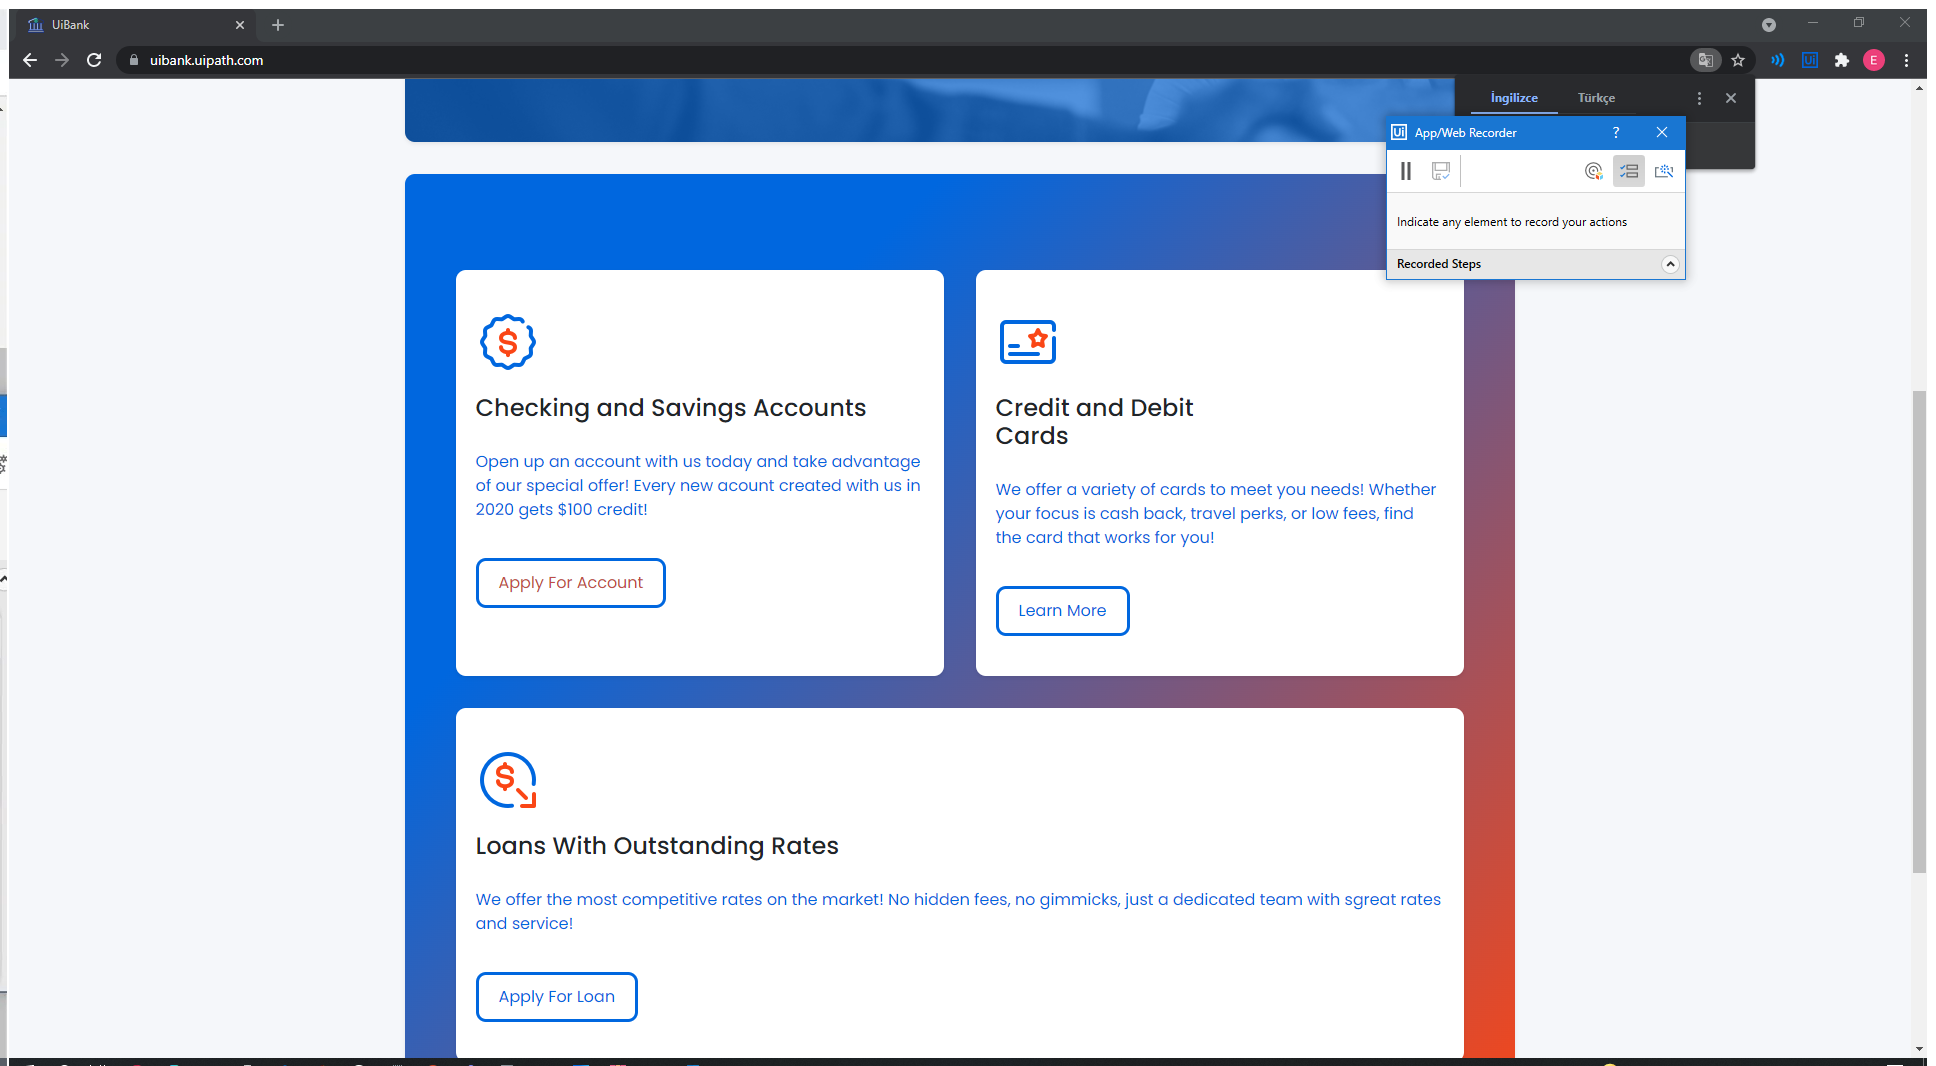 UiBank
uibank.uipath.com
E
İngilizce
Türkçe
Ui App/Web Recorder
?
Indicate any element to record your actions
Recorded Steps
Checking and Savings Accounts
Open up an account with us today and take advantage
of our special offer! Every new acount created with us in
2020 gets $100 credit!
Apply For Account
Credit and Debit
Cards
We offer a variety of cards to meet you needs! Whether
your focus is cash back, travel perks, or low fees, find
the card that works for you!
Learn More
Loans With Outstanding Rates
We offer the most competitive rates on the market! No hidden fees, no gimmicks, just a dedicated team with sgreat rates
and service!
Apply For Loan